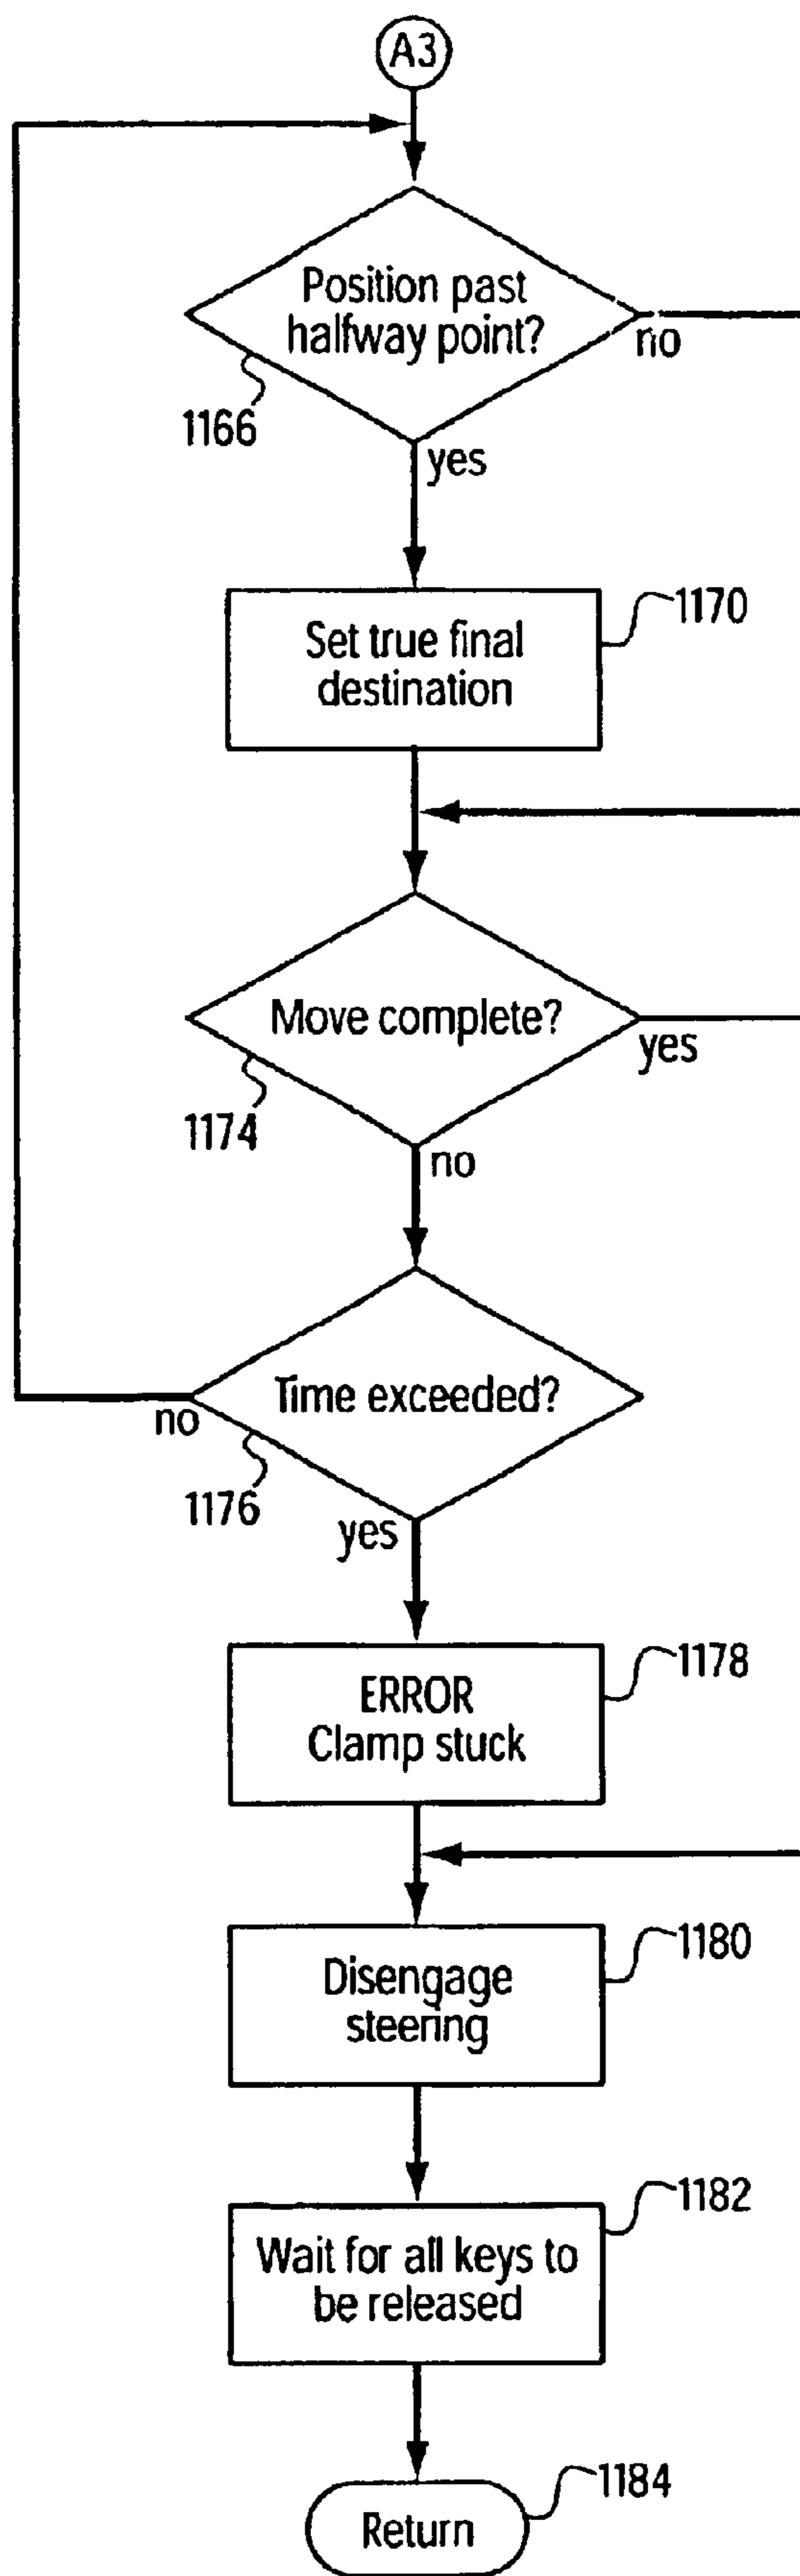 A3
Position past
halfway point?
no
1166
yes
1170
Set true final
destination
Move complete?
yes
1174
no
Time exceeded?
no
1176
yes
1178
ERROR
Clamp stuck
1180
Disengage
steering
1182
Wait for all keys to
be released
1184
Return